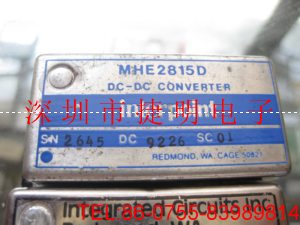 MHE2815D
DC-DC CONVERTER
interpoint
深圳市捷明电子
S/N 2645 DC 9226 SC 01
REDMOND, WA. CAGE 50821
Integrated Circuits Inc
TEL:86-0755-83989814